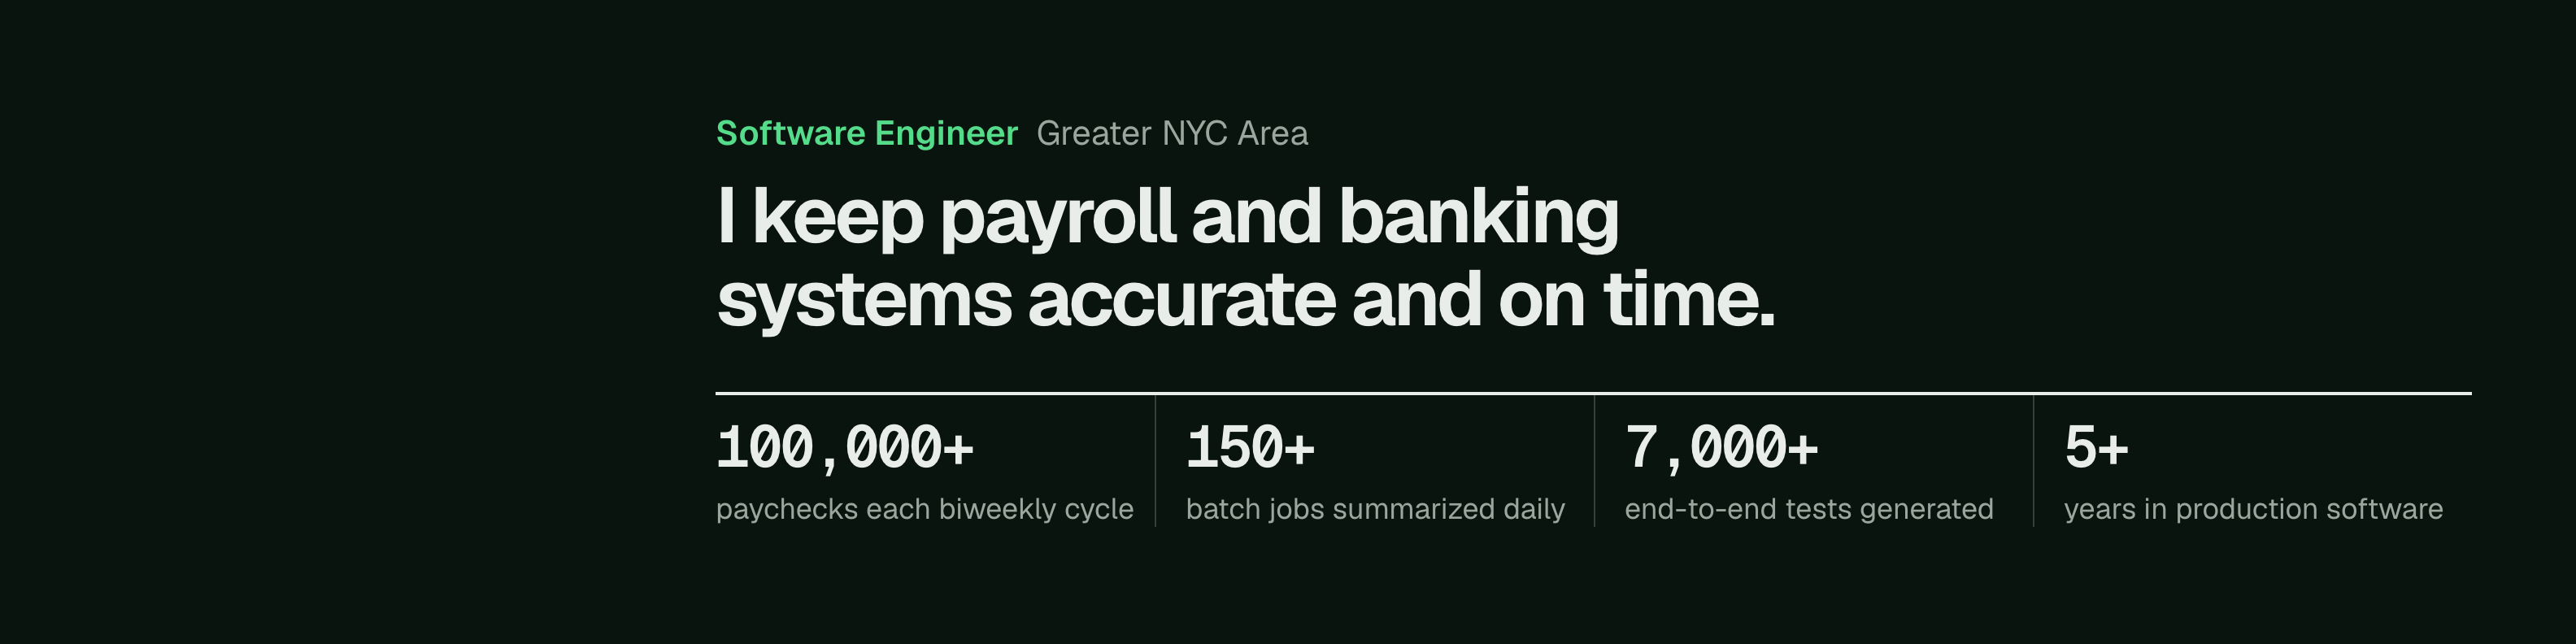 Software Engineer Greater NYC Area
I keep payroll and banking
systems accurate and on time.
100,000+
paychecks each biweekly cycle
150+
batch jobs summarized daily
7,000+
end-to-end tests generated
5+
years in production software